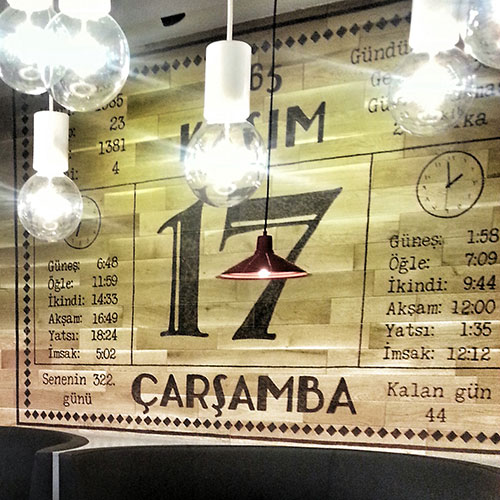 65
Gündü
23
1381
4
17
Güneş: 6:48
Öğle: 11:59
İkindi: 14:33
Akşam: 16:49
Yatsı: 18:24
İmsak: 5:02
Güneş: 1:58
Öğle: 7:09
İkindi: 9:44
Akşam: 12:00
Yatsı: 1:35
İmsak: 12:12
Senenin 322.
günü
ÇARŞAMBA
Kalan gün
44